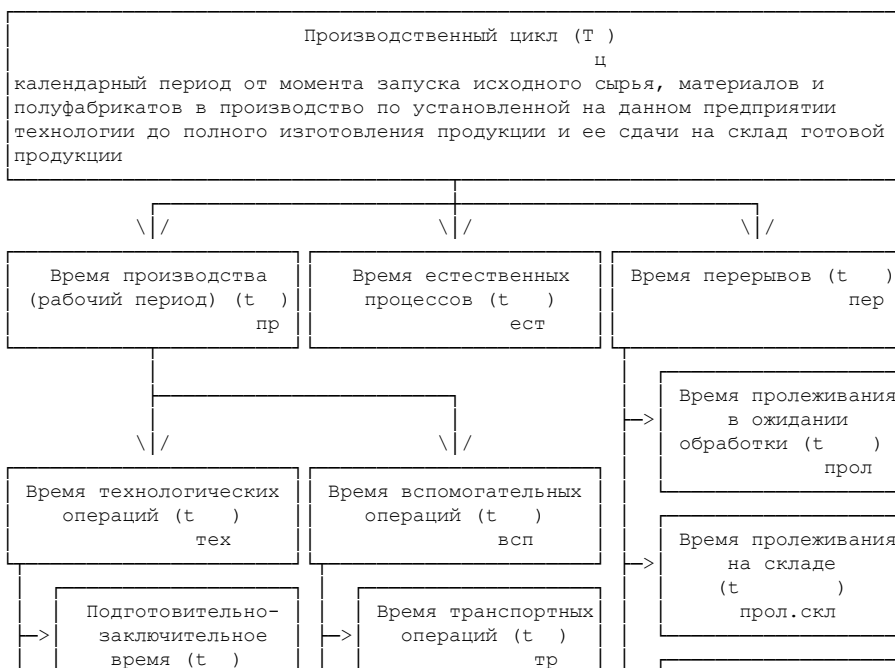 Производственный цикл (T )
ц
календарный период от момента запуска исходного сырья, материалов и
полуфабрикатов в производство по установленной на данном предприятии
технологии до полного изготовления продукции и ее сдачи на склад готовой
продукции
Время производства
(рабочий период) (t )
пр
Время естественных
процессов (t )
ест
Время перерывов (t )
пер
Время пролеживания
в ожидании
обработки (t )
прол
Время технологических
операций (t )
тех
Время вспомогательных
операций (t )
всп
Время пролеживания
на складе
(t )
прол.скл
Подготовительно-
заключительное
время (t )
Время транспортных
операций (t )
тр